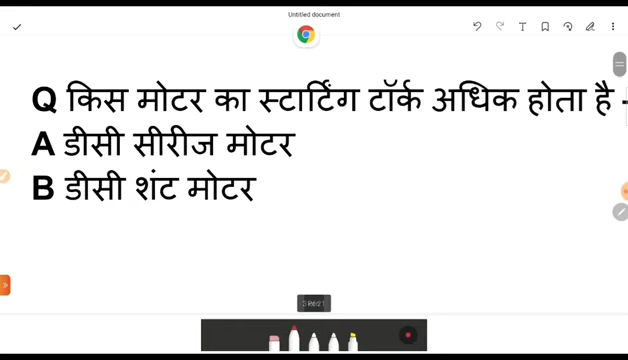 Untitled document
Q किस मोटर का स्टार्टिंग टॉर्क अधिक होता है -
A डीसी सीरीज मोटर
B डीसी शंट मोटर